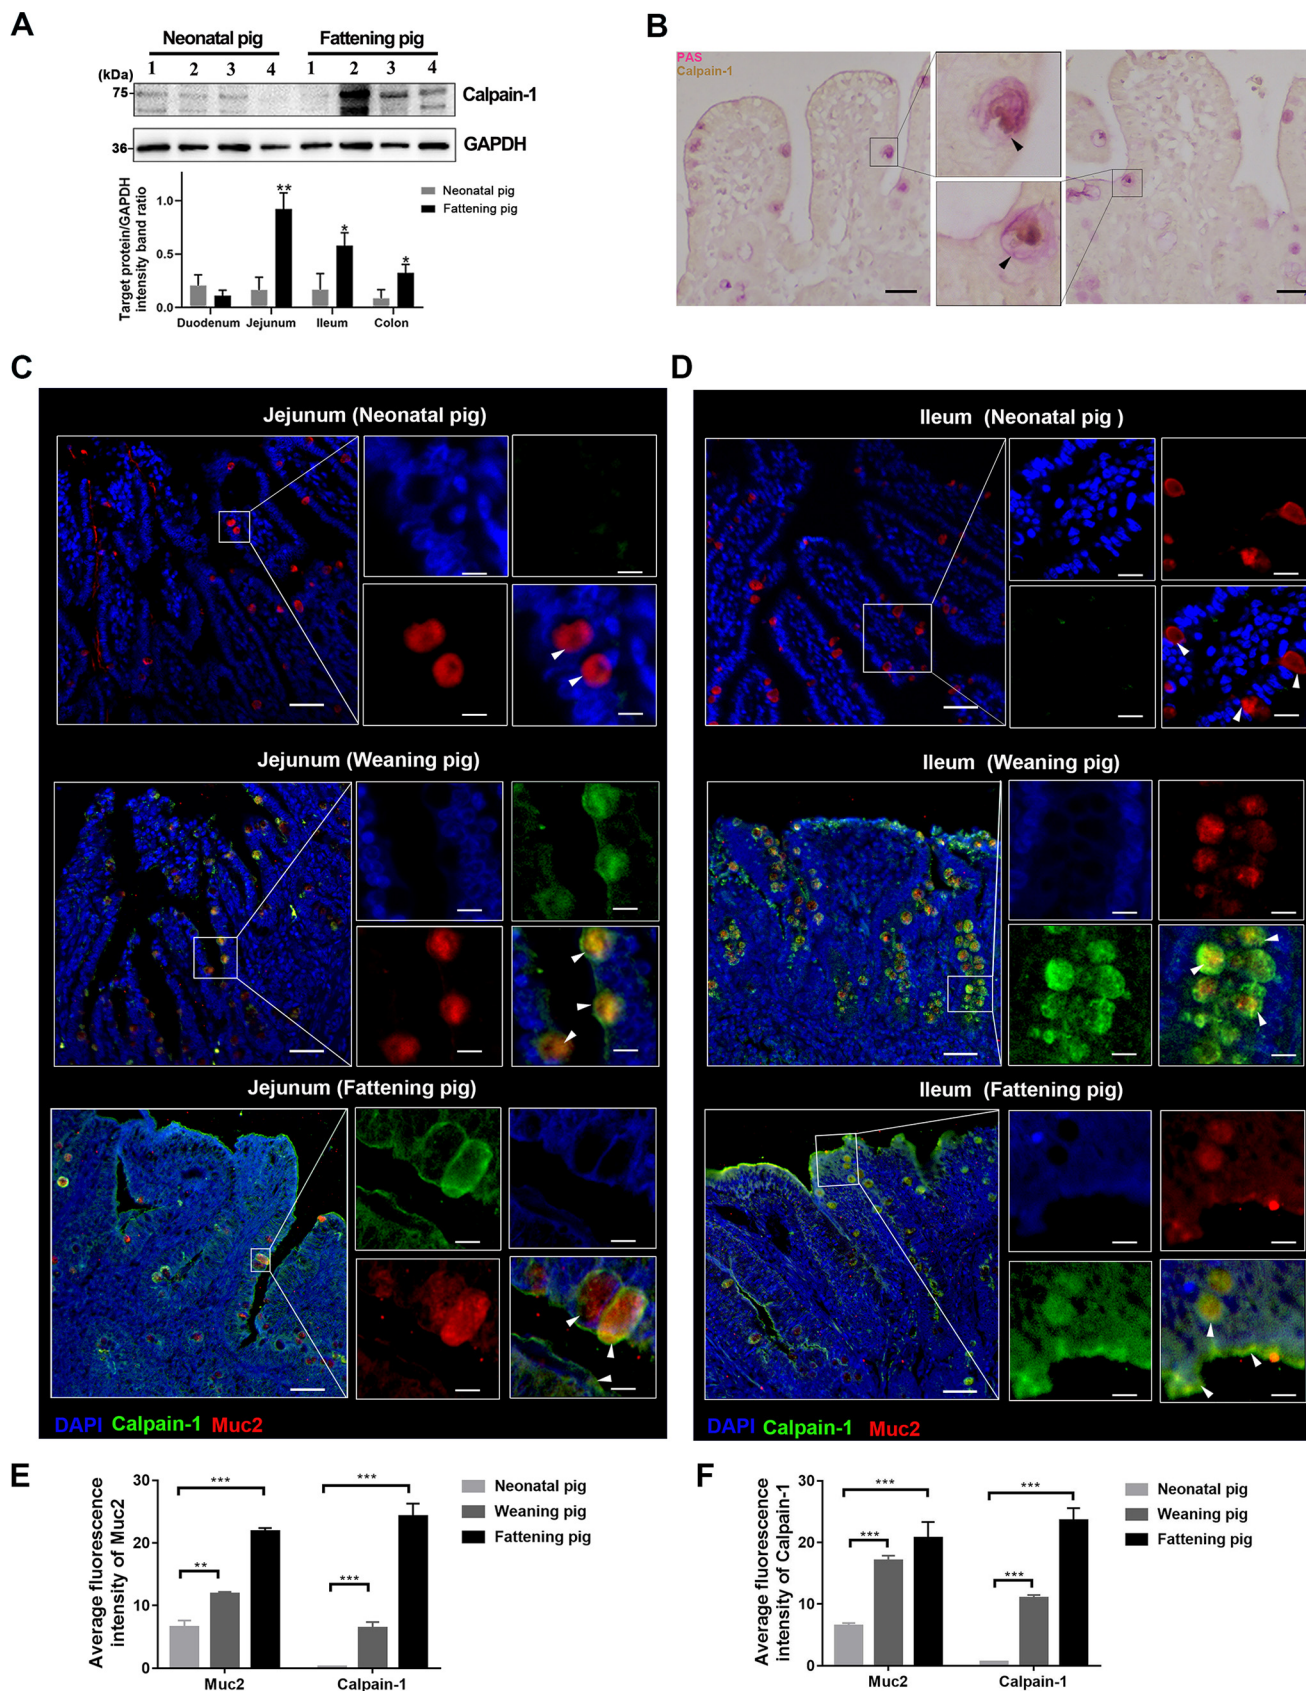 A
Neonatal pig
Fattening pig
1 2 3 4 1 2 3 4
(kDa)
75
Calpain-1
36
GAPDH
Target protein/GAPDH
intensity band ratio
1.0
0.5
0.0
** * *
Neonatal pig
Fattening pig
Duodenum Jejunum Ileum Colon
B
PAS
Calpain-1
C
Jejunum (Neonatal pig)
Jejunum (Weaning pig)
Jejunum (Fattening pig)
DAPI Calpain-1 Muc2
D
Ileum (Neonatal pig )
Ileum (Weaning pig)
Ileum (Fattening pig)
DAPI Calpain-1 Muc2
E
Average fluorescence
intensity of Muc2
30
20
10
0
*** ***
** ***
Muc2 Calpain-1
Neonatal pig
Weaning pig
Fattening pig
F
Average fluorescence
intensity of Calpain-1
30
20
10
0
*** ***
*** ***
Muc2 Calpain-1
Neonatal pig
Weaning pig
Fattening pig